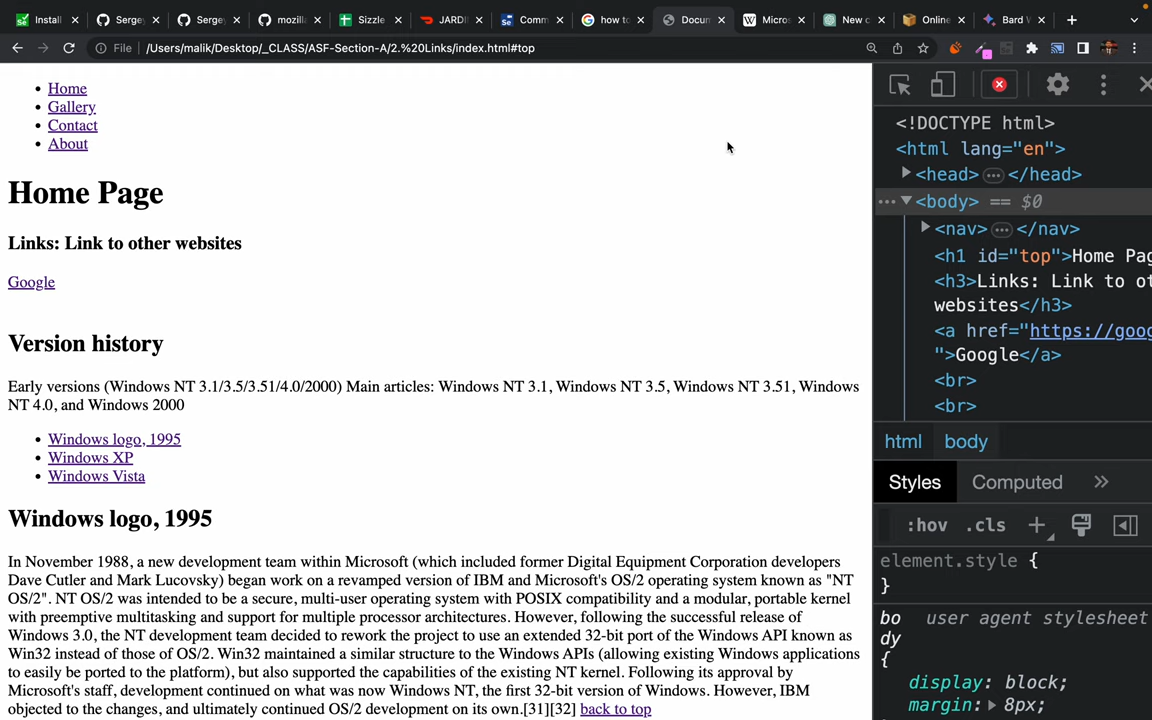 Install
Sergey
Sergey
mozilla
Sizzle
JARDI
Comm
how to
Docum
Micros
New c
Online
Bard W
File /Users/malik/Desktop/_CLASS/ASF-Section-A/2.%20Links/index.html#top
Home
Gallery
Contact
About
Home Page
Links: Link to other websites
Google
Version history
Early versions (Windows NT 3.1/3.5/3.51/4.0/2000) Main articles: Windows NT 3.1, Windows NT 3.5, Windows NT 3.51, Windows
NT 4.0, and Windows 2000
Windows logo, 1995
Windows XP
Windows Vista
Windows logo, 1995
In November 1988, a new development team within Microsoft (which included former Digital Equipment Corporation developers
Dave Cutler and Mark Lucovsky) began work on a revamped version of IBM and Microsoft's OS/2 operating system known as "NT
OS/2". NT OS/2 was intended to be a secure, multi-user operating system with POSIX compatibility and a modular, portable kernel
with preemptive multitasking and support for multiple processor architectures. However, following the successful release of
Windows 3.0, the NT development team decided to rework the project to use an extended 32-bit port of the Windows API known as
Win32 instead of those of OS/2. Win32 maintained a similar structure to the Windows APIs (allowing existing Windows applications
to easily be ported to the platform), but also supported the capabilities of the existing NT kernel. Following its approval by
Microsoft's staff, development continued on what was now Windows NT, the first 32-bit version of Windows. However, IBM
objected to the changes, and ultimately continued OS/2 development on its own.[31][32] back to top
<!DOCTYPE html>
<html lang="en">
<head> ··· </head>
··· <body> == $0
<nav> ··· </nav>
<h1 id="top">Home Pag
<h3>Links: Link to ot
websites</h3>
<a href="https://goog
">Google</a>
<br>
<br>
html body
Styles Computed »
:hov .cls +
element.style {
}
bo user agent stylesheet
dy
{
display: block;
margin: 8px;